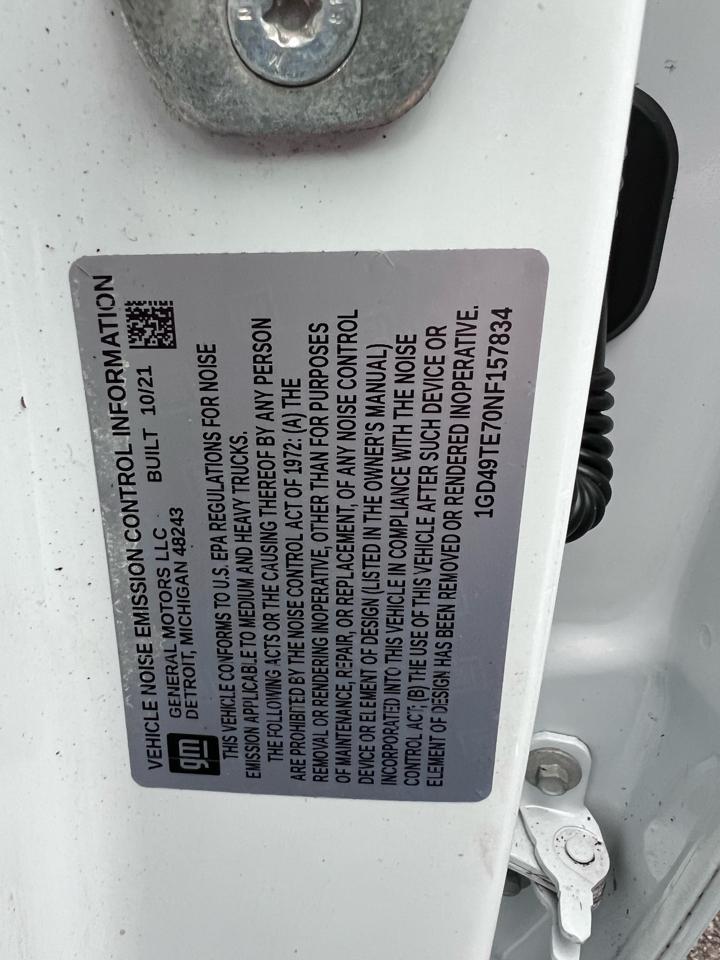 VEHICLE NOISE EMISSION CONTROL INFORMATION
gm
GENERAL MOTORS LLC BUILT 10/21
DETROIT, MICHIGAN 48243
THIS VEHICLE CONFORMS TO U.S. EPA REGULATIONS FOR NOISE
EMISSION APPLICABLE TO MEDIUM AND HEAVY TRUCKS.
THE FOLLOWING ACTS OR THE CAUSING THEREOF BY ANY PERSON
ARE PROHIBITED BY THE NOISE CONTROL ACT OF 1972: (A) THE
REMOVAL OR RENDERING INOPERATIVE, OTHER THAN FOR PURPOSES
OF MAINTENANCE, REPAIR, OR REPLACEMENT, OF ANY NOISE CONTROL
DEVICE OR ELEMENT OF DESIGN (LISTED IN THE OWNER'S MANUAL)
INCORPORATED INTO THIS VEHICLE IN COMPLIANCE WITH THE NOISE
CONTROL ACT; (B) THE USE OF THIS VEHICLE AFTER SUCH DEVICE OR
ELEMENT OF DESIGN HAS BEEN REMOVED OR RENDERED INOPERATIVE.
1GD49TE70NF157834